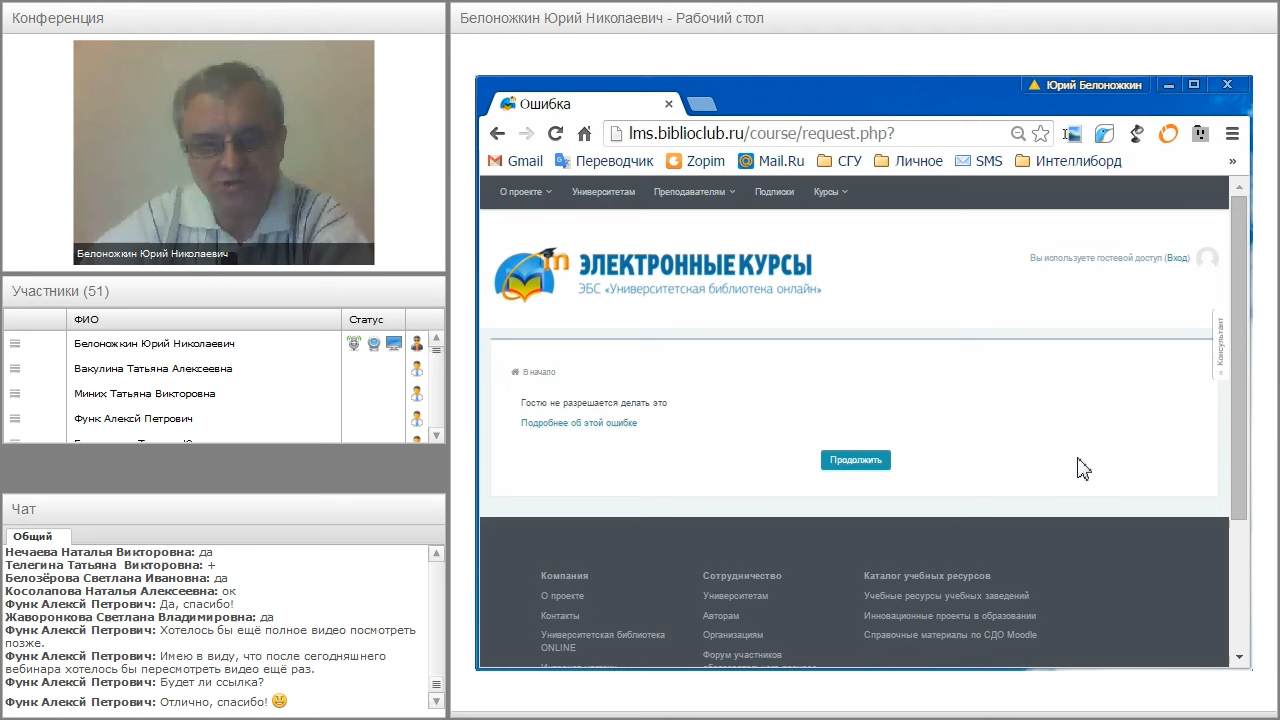 Конференция
Белоножкин Юрий Николаевич
Участники (51)
ФИО Статус
Белоножкин Юрий Николаевич
Вакулина Татьяна Алексеевна
Миних Татьяна Викторовна
Функ Алексй Петрович
Чат
Общий
Нечаева Наталья Викторовна: да
Телегина Татьяна Викторовна: +
Белозёрова Светлана Ивановна: да
Косолапова Наталья Алексеевна: ок
Функ Алексй Петрович: Да, спасибо!
Жаворонкова Светлана Владимировна: да
Функ Алексй Петрович: Хотелось бы ещё полное видео посмотреть
позже.
Функ Алексй Петрович: Имею в виду, что после сегодняшнего
вебинара хотелось бы пересмотреть видео ещё раз.
Функ Алексй Петрович: Будет ли ссылка?
Функ Алексй Петрович: Отлично, спасибо!
Белоножкин Юрий Николаевич - Рабочий стол
Юрий Белоножкин
Ошибка
lms.biblioclub.ru/course/request.php?
Gmail Переводчик Zopim Mail.Ru СГУ Личное SMS Интеллиборд »
О проекте Университетам Преподавателям Подписки Курсы
ЭЛЕКТРОННЫЕ КУРСЫ
ЭБС «Университетская библиотека онлайн»
Вы используете гостевой доступ (Вход)
Консультант
В начало
Гостю не разрешается делать это
Подробнее об этой ошибке
Продолжить
Компания Сотрудничество Каталог учебных ресурсов
О проекте Университетам Учебные ресурсы учебных заведений
Контакты Авторам Инновационные проекты в образовании
Университетская библиотека Организациям Справочные материалы по СДО Moodle
ONLINE Форум участников